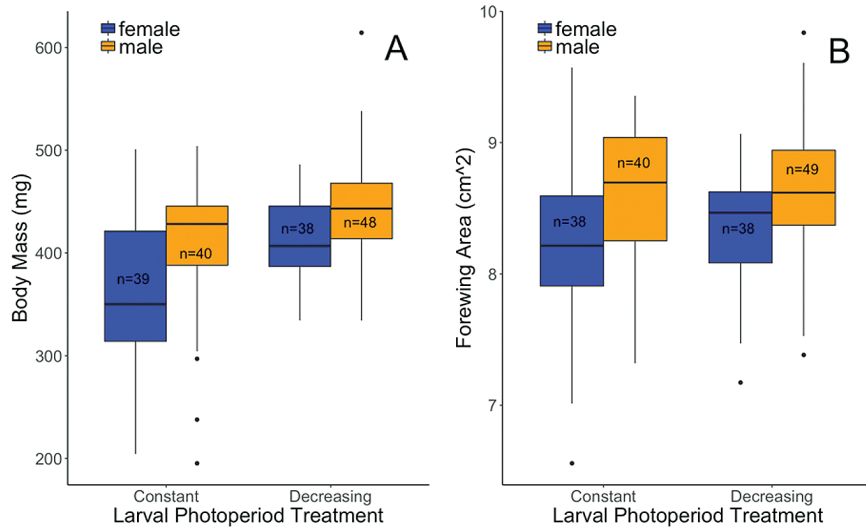 female
male
A
600
500
400
300
200
Body Mass (mg)
n=39
n=40
n=38
n=48
Constant
Decreasing
Larval Photoperiod Treatment
female
male
B
10
9
8
7
Forewing Area (cm^2)
n=38
n=40
n=38
n=49
Constant
Decreasing
Larval Photoperiod Treatment